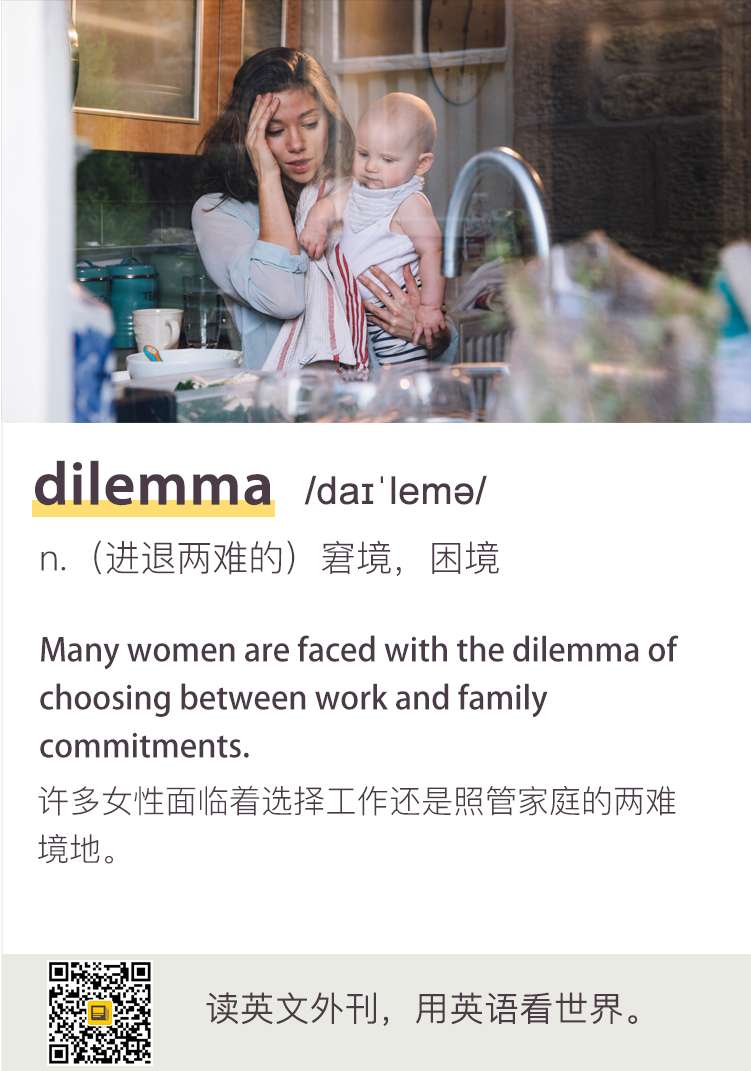 dilemma /daɪˈlemə/
n.（进退两难的）窘境，困境
Many women are faced with the dilemma of
choosing between work and family
commitments.
许多女性面临着选择工作还是照管家庭的两难
境地。
读英文外刊，用英语看世界。